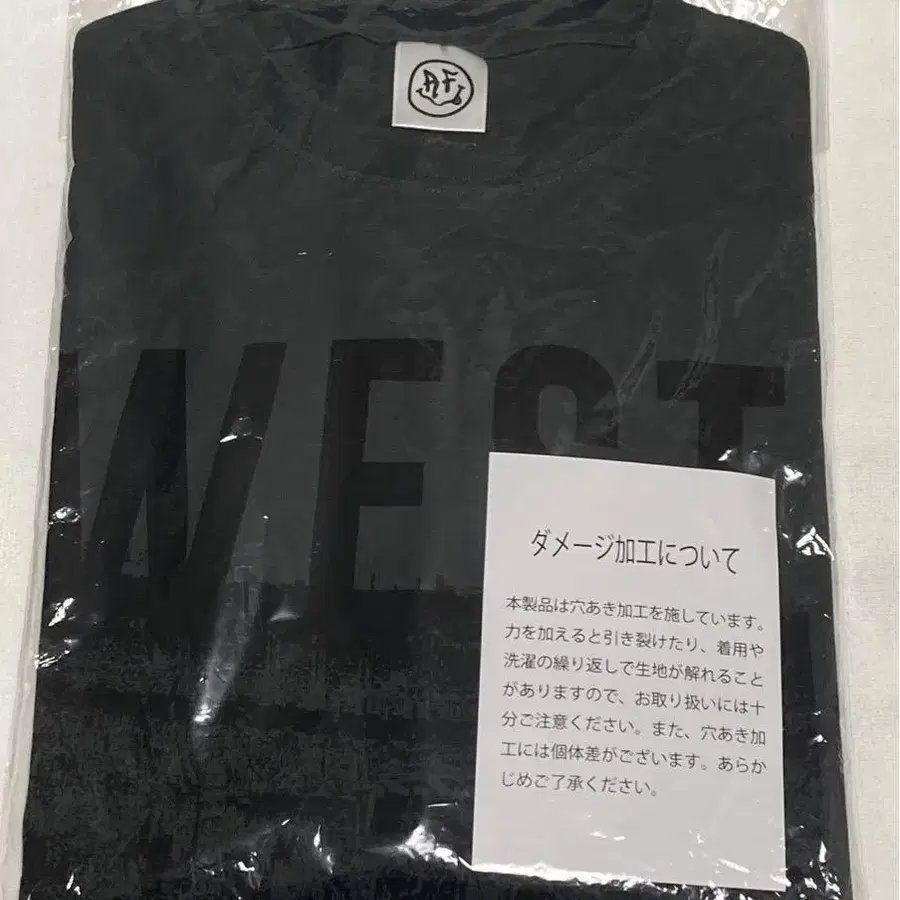 AF
WEST
ダメージ加工について
本製品は穴あき加工を施しています。
力を加えると引き裂けたり、着用や
洗濯の繰り返しで生地が解れること
がありますので、お取り扱いには十
分ご注意ください。また、穴あき加
工には個体差がございます。あらか
じめご了承ください。